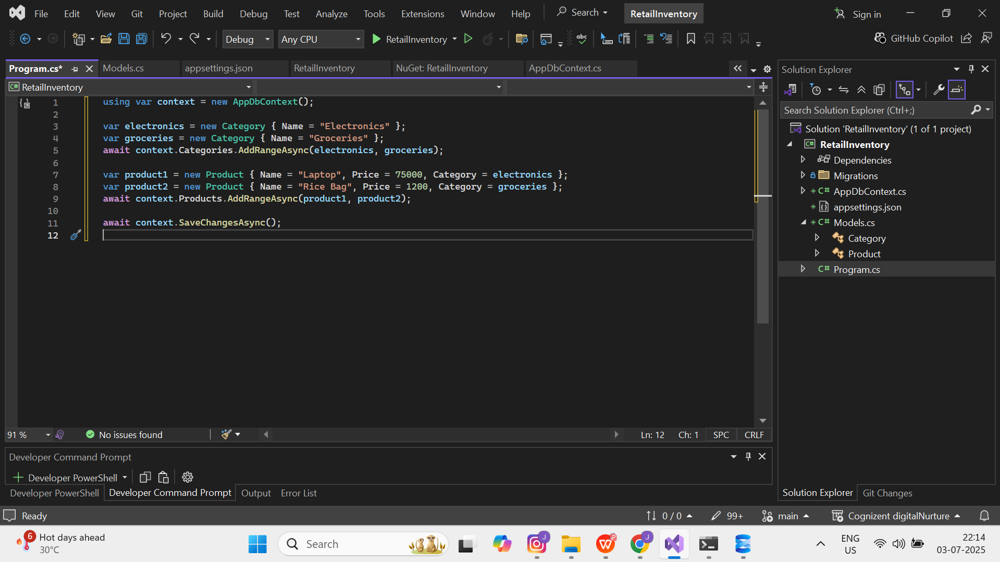 File Edit View Git Project Build Debug Test Analyze Tools Extensions Window Help Search RetailInventory Sign in
Debug Any CPU RetailInventory abc GitHub Copilot
Program.cs* Models.cs appsettings.json RetailInventory NuGet: RetailInventory AppDbContext.cs
C# RetailInventory
1 using var context = new AppDbContext();
2
3 var electronics = new Category { Name = "Electronics" };
4 var groceries = new Category { Name = "Groceries" };
5 await context.Categories.AddRangeAsync(electronics, groceries);
6
7 var product1 = new Product { Name = "Laptop", Price = 75000, Category = electronics };
8 var product2 = new Product { Name = "Rice Bag", Price = 1200, Category = groceries };
9 await context.Products.AddRangeAsync(product1, product2);
10
11 await context.SaveChangesAsync();
12
91 % No issues found Ln: 12 Ch: 1 SPC CRLF
Developer Command Prompt
Developer PowerShell
Developer PowerShell Developer Command Prompt Output Error List
Solution Explorer
Search Solution Explorer (Ctrl+;)
Solution 'RetailInventory' (1 of 1 project)
C# RetailInventory
Dependencies
Migrations
+ C# AppDbContext.cs
+ appsettings.json
+ C# Models.cs
Category
Product
C# Program.cs
Solution Explorer Git Changes
Ready 0 / 0 99+ main Cognizent digitalNurture
6 Hot days ahead
30°C
Search
J
J
ENG
US
22:14
03-07-2025